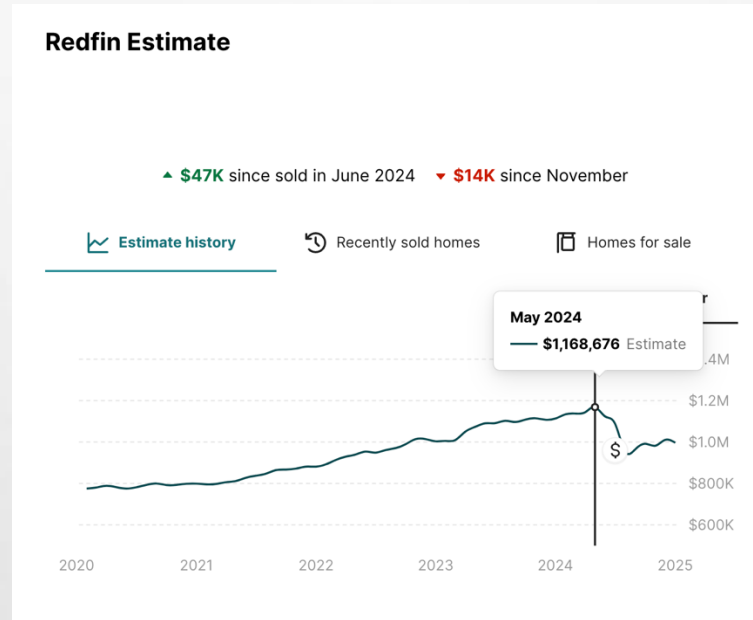 Redfin Estimate
$47K since sold in June 2024 $14K since November
Estimate history Recently sold homes Homes for sale
r
May 2024
$1,168,676 Estimate
.4M
$1.2M
$ $1.0M
$800K
$600K
2020 2021 2022 2023 2024 2025